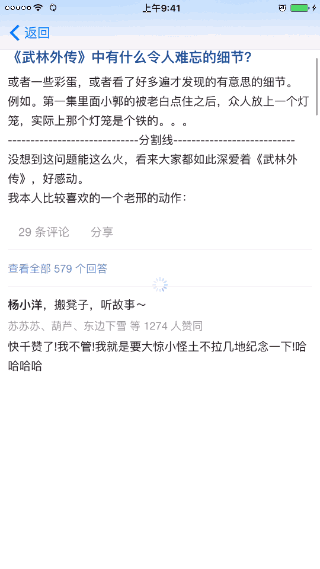 上午9:41
返回
《武林外传》中有什么令人难忘的细节?
或者一些彩蛋，或者看了好多遍才发现的有意思的细节。
例如。第一集里面小郭的被老白点住之后，众人放上一个灯
笼，实际上那个灯笼是个铁的。。。
-----------------------------分割线---------------------------
没想到这问题能这么火，看来大家都如此深爱着《武林外
传》，好感动。
我本人比较喜欢的一个老邢的动作：
29 条评论 分享
查看全部 579 个回答
杨小洋，搬凳子，听故事～
苏苏苏、葫芦、东边下雪 等 1274 人赞同
快千赞了!我不管!我就是要大惊小怪土不拉几地纪念一下!哈
哈哈哈